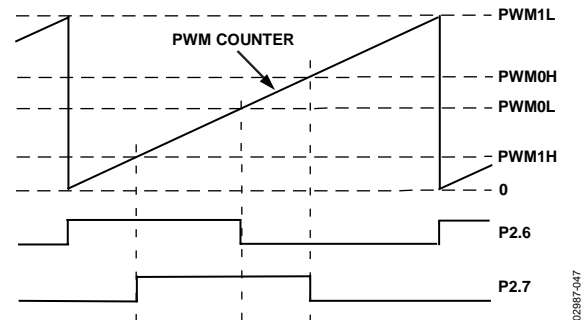 PWM1L
PWM COUNTER
PWM0H
PWM0L
PWM1H
0
P2.6
P2.7
02987-047